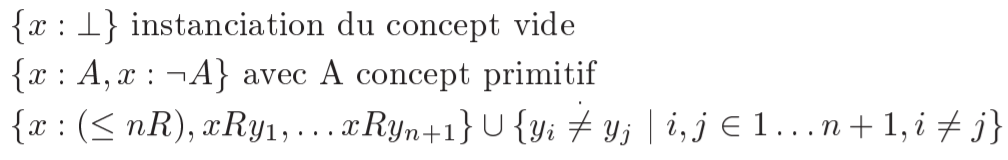 {x : ⊥} instanciation du concept vide
{x : A, x : ¬A} avec A concept primitif
{x : (≤ nR), xRy₁, … xRyₙ₊₁} ∪ {yᵢ ≠̇ yⱼ | i, j ∈ 1 … n + 1, i ≠ j}